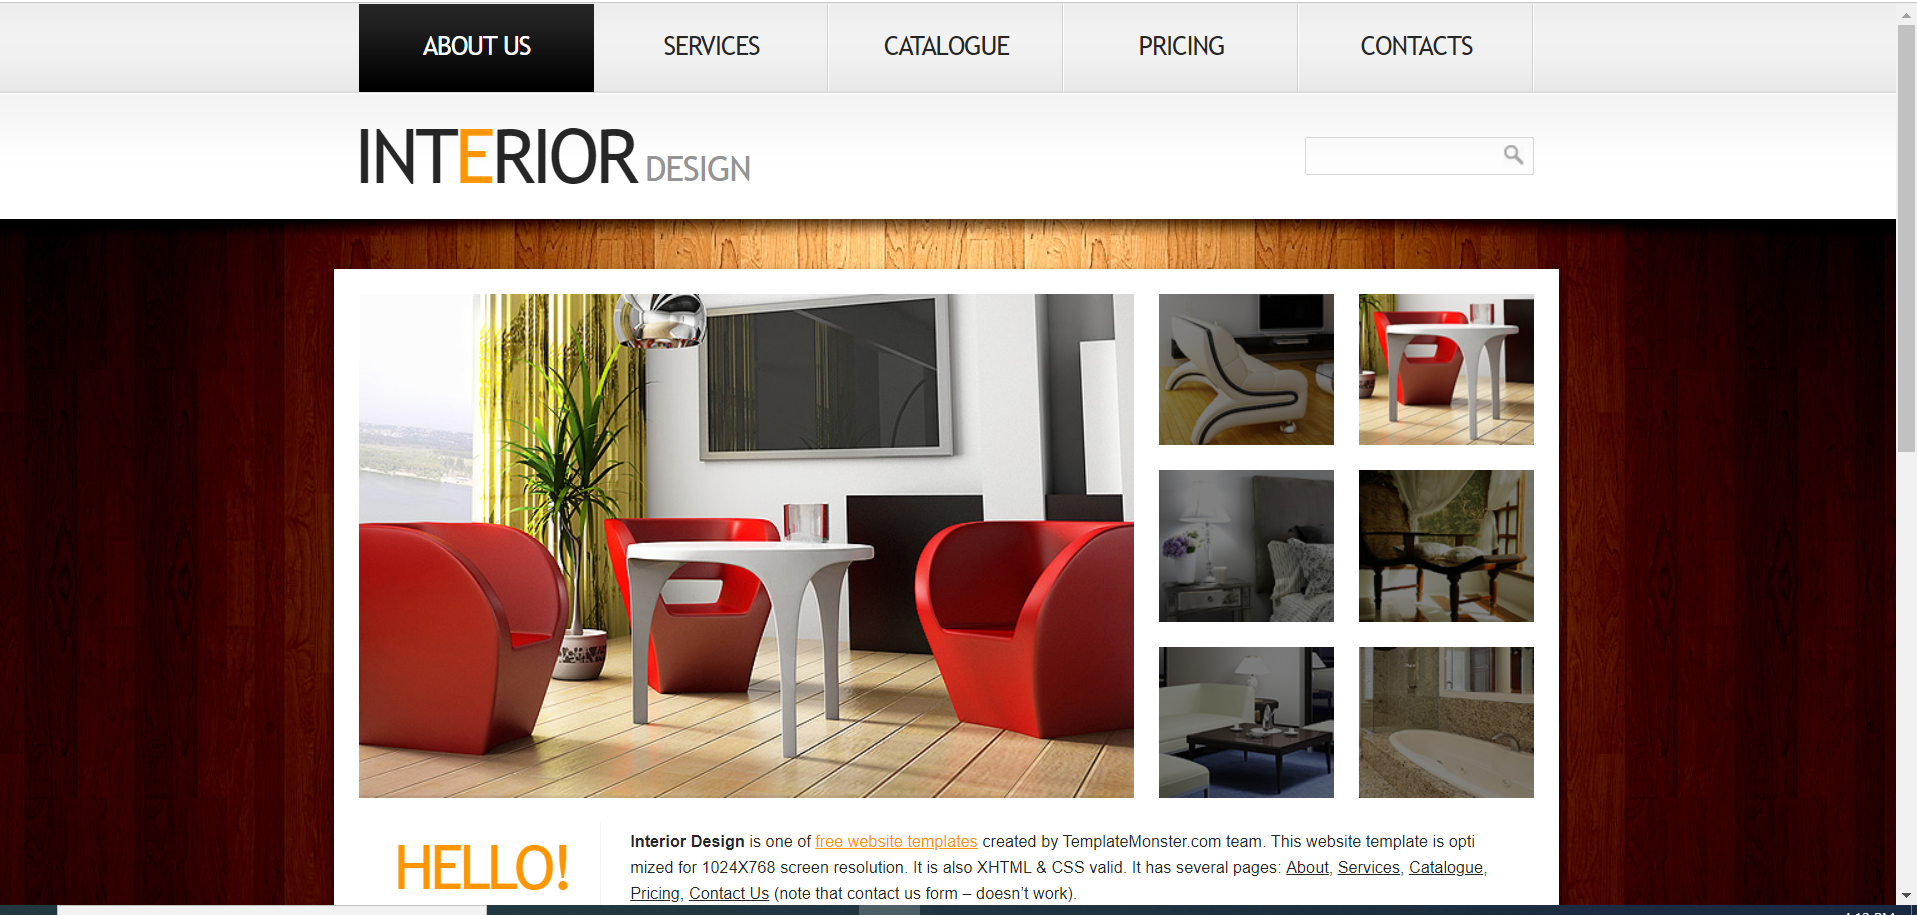 ABOUT US SERVICES CATALOGUE PRICING CONTACTS
INTERIOR DESIGN
HELLO!
Interior Design is one of free website templates created by TemplateMonster.com team. This website template is opti
mized for 1024X768 screen resolution. It is also XHTML & CSS valid. It has several pages: About, Services, Catalogue,
Pricing, Contact Us (note that contact us form – doesn't work).